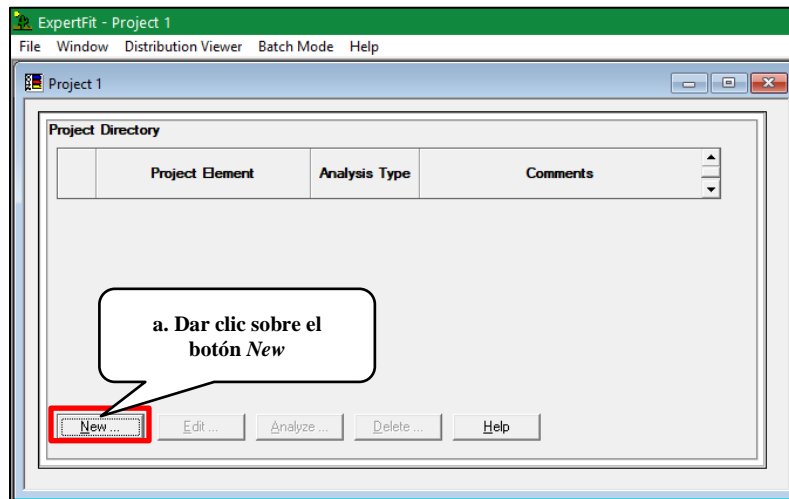 ExpertFit - Project 1
File Window Distribution Viewer Batch Mode Help
Project 1
Project Directory
Project Element Analysis Type Comments
a. Dar clic sobre el
botón New
New ... Edit ... Analyze ... Delete ... Help